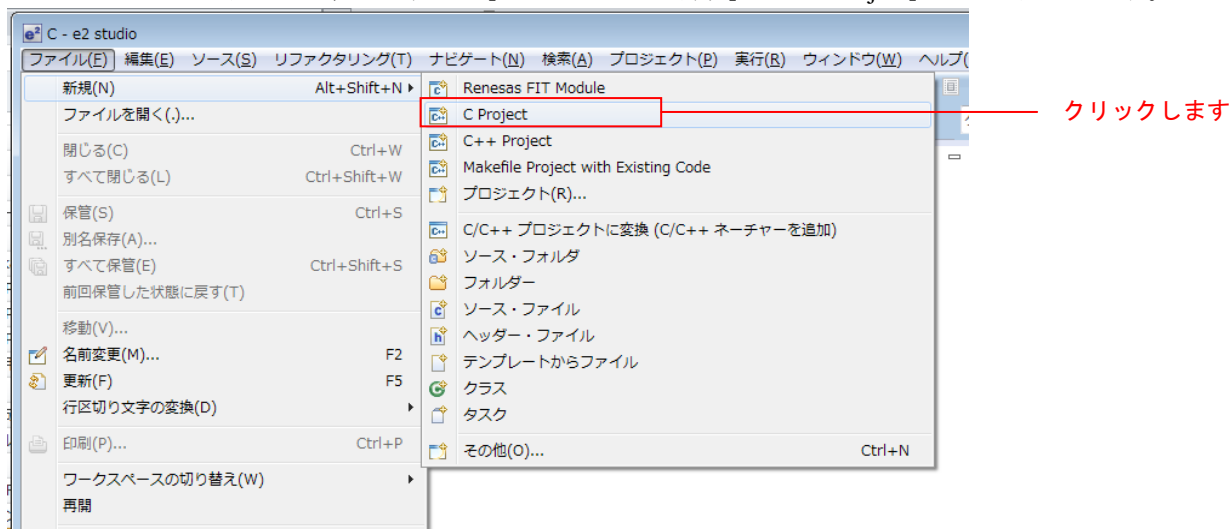 C - e2 studio
ファイル(F) 編集(E) ソース(S) リファクタリング(T) ナビゲート(N) 検索(A) プロジェクト(P) 実行(R) ウィンドウ(W) ヘルプ(
新規(N) Alt+Shift+N
ファイルを開く(.)...
閉じる(C) Ctrl+W
すべて閉じる(L) Ctrl+Shift+W
保管(S) Ctrl+S
別名保存(A)...
すべて保管(E) Ctrl+Shift+S
前回保管した状態に戻す(T)
移動(V)...
名前変更(M)... F2
更新(F) F5
行区切り文字の変換(D)
印刷(P)... Ctrl+P
ワークスペースの切り替え(W)
再開
Renesas FIT Module
C Project
C++ Project
Makefile Project with Existing Code
プロジェクト(R)...
C/C++ プロジェクトに変換 (C/C++ ネーチャーを追加)
ソース・フォルダ
フォルダー
ソース・ファイル
ヘッダー・ファイル
テンプレートからファイル
クラス
タスク
その他(O)... Ctrl+N
クリックします